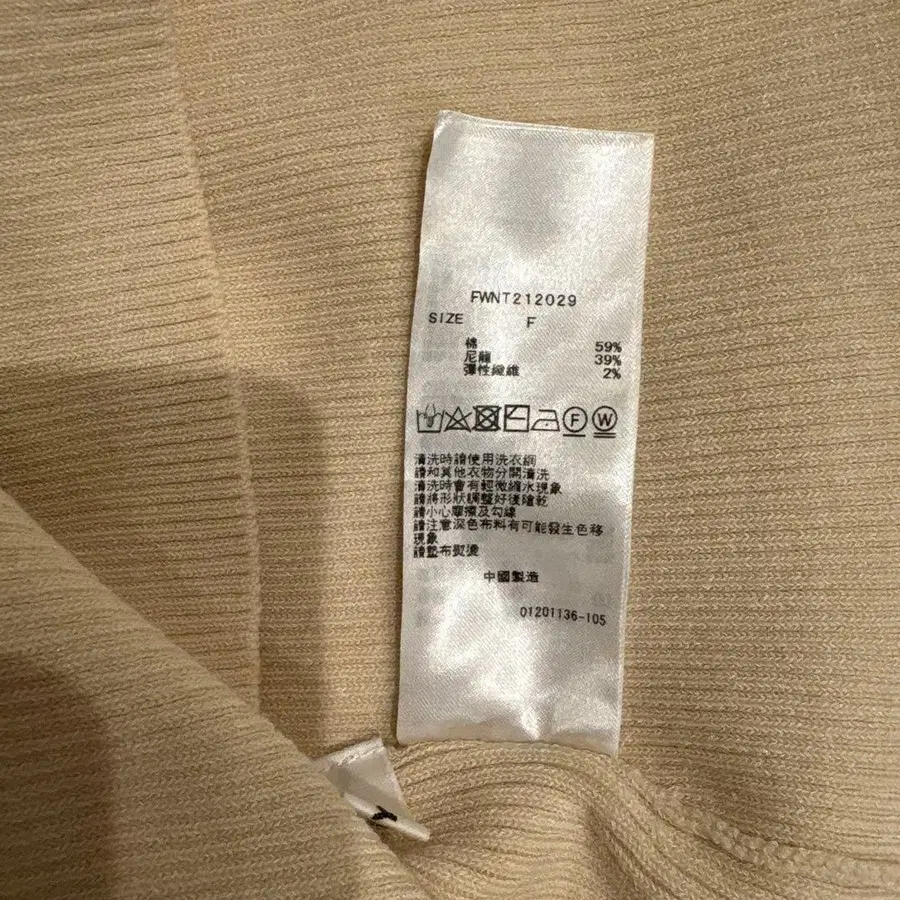 FWNT212029
SIZE F
棉 59%
尼龍 39%
彈性纖維 2%
F W
清洗時請使用洗衣網
請和其他衣物分開清洗
清洗時會有輕微縮水現象
請將形狀調整好後陰乾
請小心摩擦及勾線
請注意深色布料有可能發生色移
現象
請墊布熨燙
中國製造
01201136-105